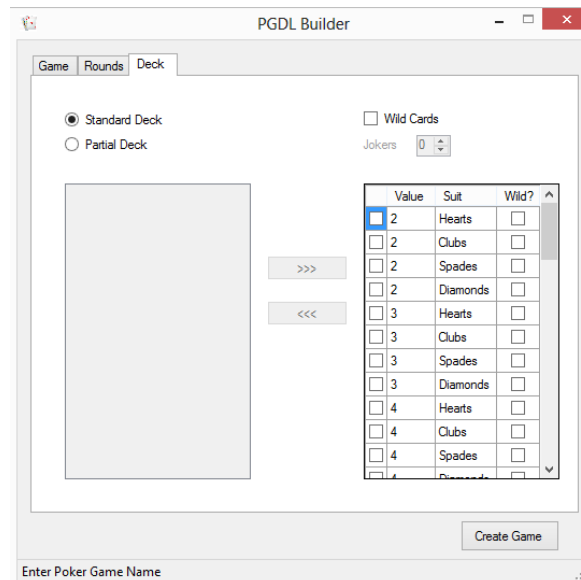 PGDL Builder
Game Rounds Deck
Standard Deck
Wild Cards
Partial Deck
Jokers 0
Value Suit Wild?
2 Hearts
2 Clubs
>>>
2 Spades
2 Diamonds
<<<
3 Hearts
3 Clubs
3 Spades
3 Diamonds
4 Hearts
4 Clubs
4 Spades
4 Diamonds
Create Game
Enter Poker Game Name